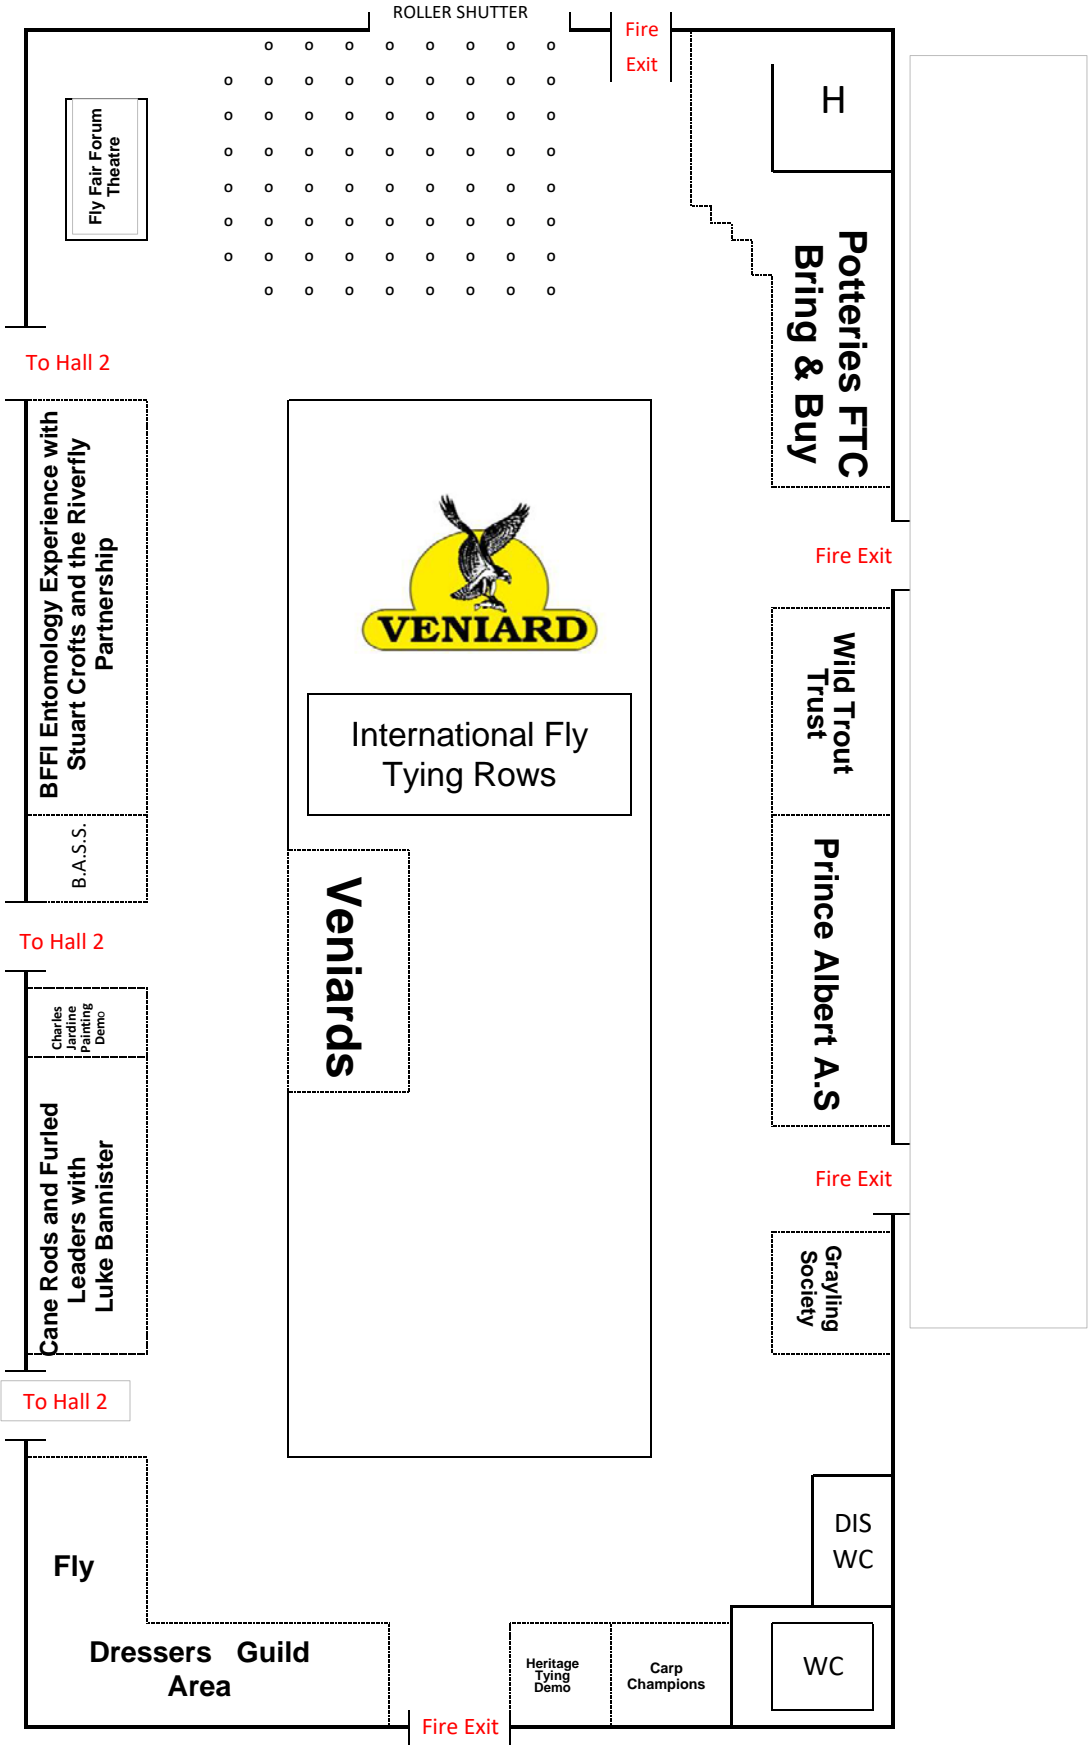 ROLLER SHUTTER
Fire
Exit
o o o o o o o o
o o o o o o o o o
o o o o o o o o o
o o o o o o o o o
o o o o o o o o o
o o o o o o o o o
o o o o o o o o o
o o o o o o o o
H
Fly Fair Forum
Theatre
Potteries FTC
Bring & Buy
To Hall 2
BFFI Entomology Experience with
Stuart Crofts and the Riverfly
Partnership
VENIARD
Fire Exit
International Fly
Tying Rows
Wild Trout
Trust
B.A.S.S.
Veniards
Prince Albert A.S
To Hall 2
Charles
Jardine
Painting
Demo
Cane Rods and Furled
Leaders with
Luke Bannister
Fire Exit
Grayling
Society
To Hall 2
Fly
Dressers Guild
Area
DIS
WC
Heritage
Tying
Demo
Carp
Champions
WC
Fire Exit